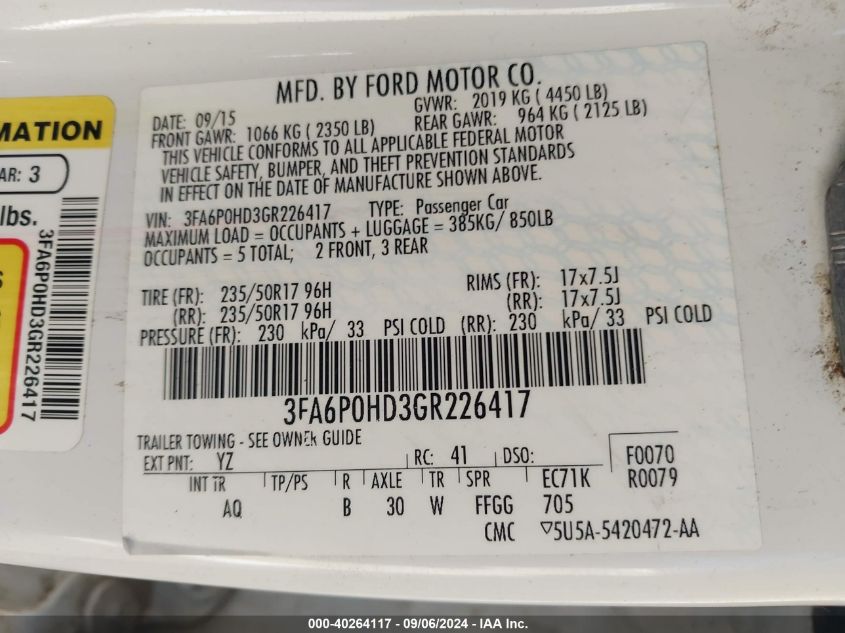 MATION
AR: 3
lbs.
S
3FA6P0HD3GR226417
MFD. BY FORD MOTOR CO.
DATE: 09/15 GVWR: 2019 KG ( 4450 LB)
FRONT GAWR: 1066 KG ( 2350 LB) REAR GAWR: 964 KG ( 2125 LB)
THIS VEHICLE CONFORMS TO ALL APPLICABLE FEDERAL MOTOR
VEHICLE SAFETY, BUMPER, AND THEFT PREVENTION STANDARDS
IN EFFECT ON THE DATE OF MANUFACTURE SHOWN ABOVE.
VIN: 3FA6P0HD3GR226417 TYPE: Passenger Car
MAXIMUM LOAD = OCCUPANTS + LUGGAGE = 385KG/ 850LB
OCCUPANTS = 5 TOTAL; 2 FRONT, 3 REAR
TIRE (FR): 235/50R17 96H RIMS (FR): 17x7.5J
(RR): 235/50R17 96H (RR): 17x7.5J
PRESSURE (FR): 230 kPa/ 33 PSI COLD (RR): 230 kPa/ 33 PSI COLD
3FA6P0HD3GR226417
TRAILER TOWING - SEE OWNER GUIDE
EXT PNT: YZ RC: 41 DSO: F0070
INT TR TP/PS R AXLE TR SPR EC71K R0079
AQ B 30 W FFGG 705
CMC ▽5U5A-5420472-AA
000-40264117 - 09/06/2024 - IAA Inc.